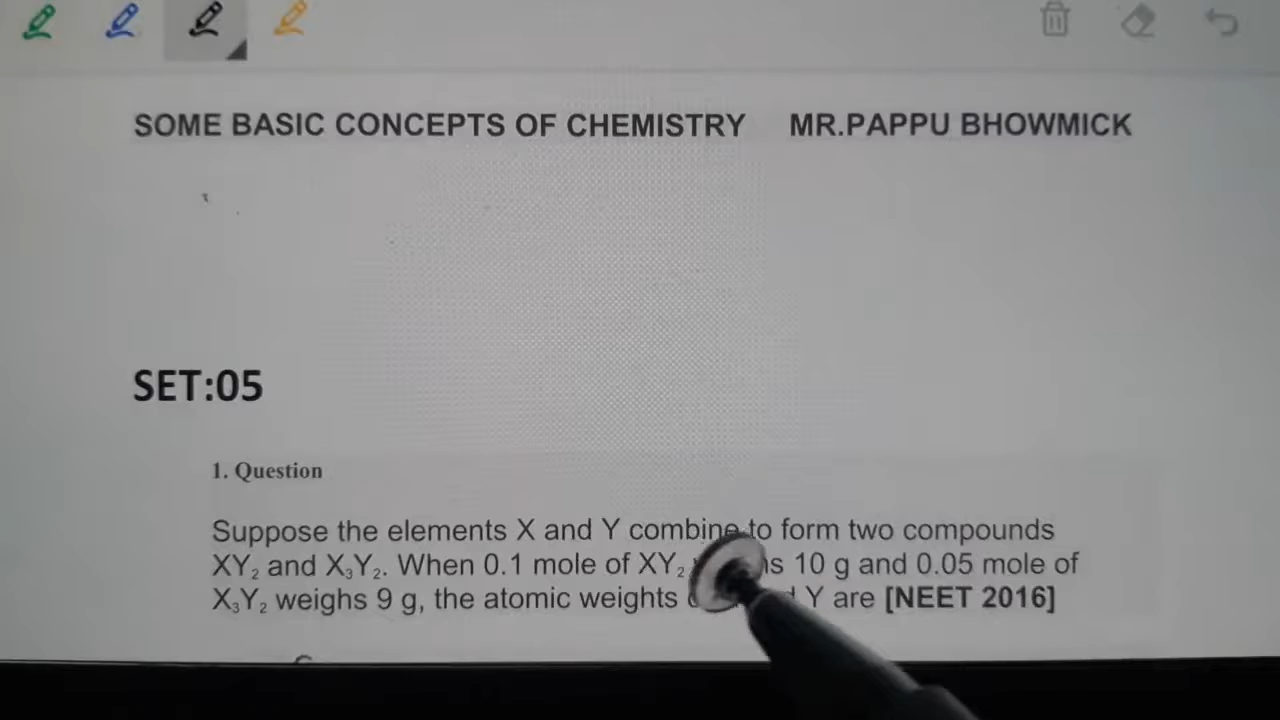 SOME BASIC CONCEPTS OF CHEMISTRY MR.PAPPU BHOWMICK
SET:05
1. Question
Suppose the elements X and Y combine to form two compounds
XY₂ and X₃Y₂. When 0.1 mole of XY₂ 10 g and 0.05 mole of
X₃Y₂ weighs 9 g, the atomic weights Y are [NEET 2016]